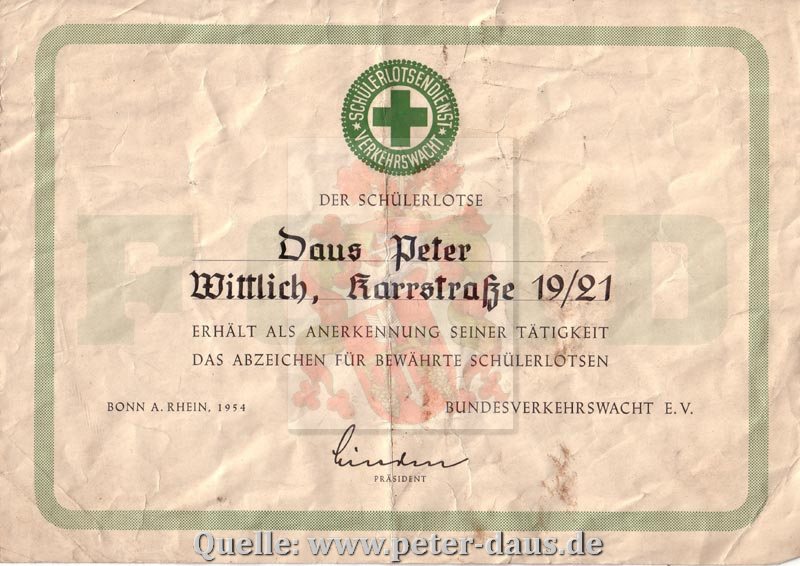 SCHÜLERLOTSENDIENST
VERKEHRSWACHT
DER SCHÜLERLOTSE
Daus Peter
Wittlich, Karrstraße 19/21
ERHÄLT ALS ANERKENNUNG SEINER TÄTIGKEIT
DAS ABZEICHEN FÜR BEWÄHRTE SCHÜLERLOTSEN
BONN A. RHEIN, 1954
BUNDESVERKEHRSWACHT E. V.
PRÄSIDENT
Quelle: www.peter-daus.de